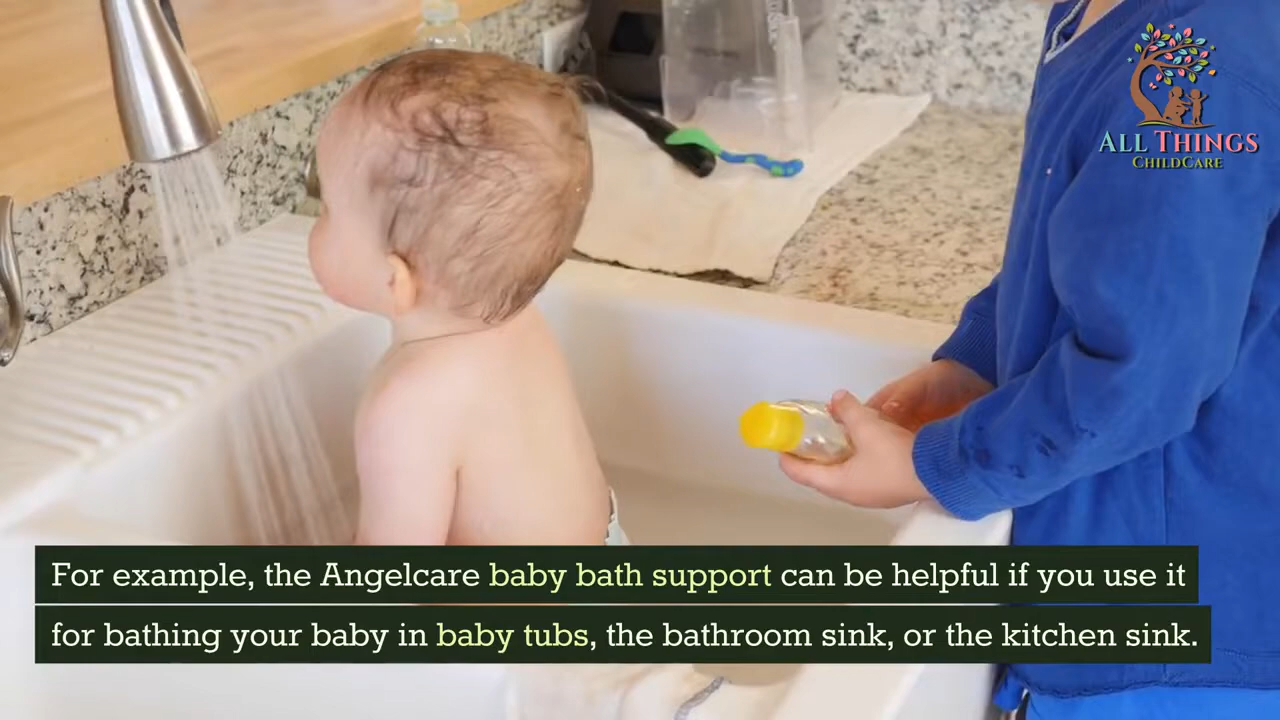 ALL THINGS
CHILDCARE
For example, the Angelcare baby bath support can be helpful if you use it
for bathing your baby in baby tubs, the bathroom sink, or the kitchen sink.